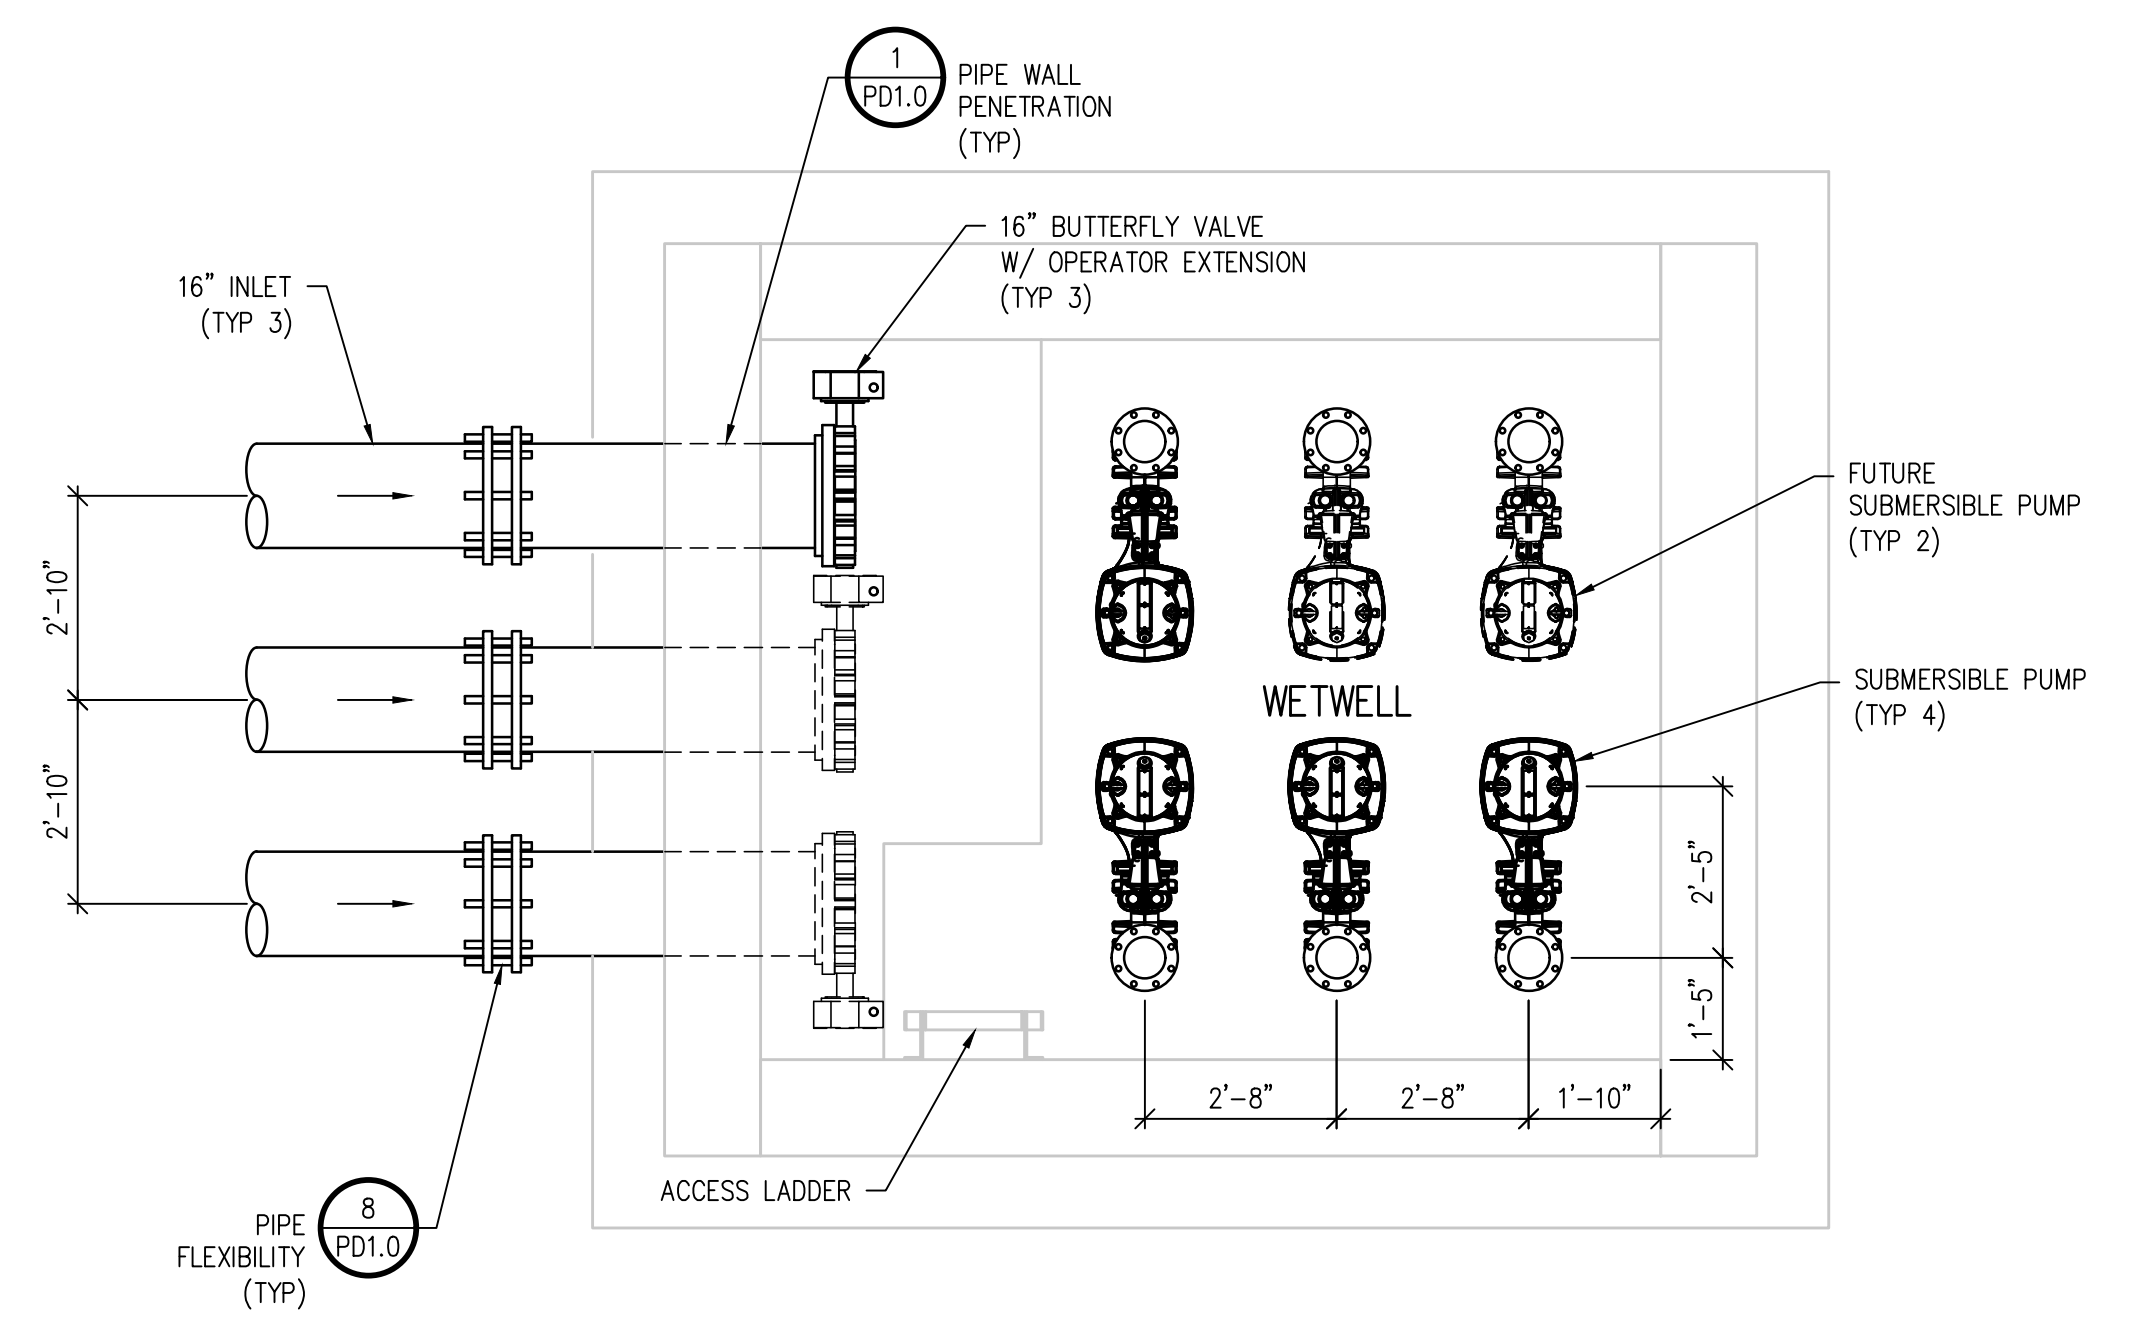 1
PD1.0
PIPE WALL
PENETRATION
(TYP)
16" BUTTERFLY VALVE
W/ OPERATOR EXTENSION
(TYP 3)
16" INLET
(TYP 3)
FUTURE
SUBMERSIBLE PUMP
(TYP 2)
2'-10"
WETWELL
SUBMERSIBLE PUMP
(TYP 4)
2'-10"
2'-5"
1'-5"
2'-8"
2'-8"
1'-10"
ACCESS LADDER
8
PD1.0
PIPE
FLEXIBILITY
(TYP)